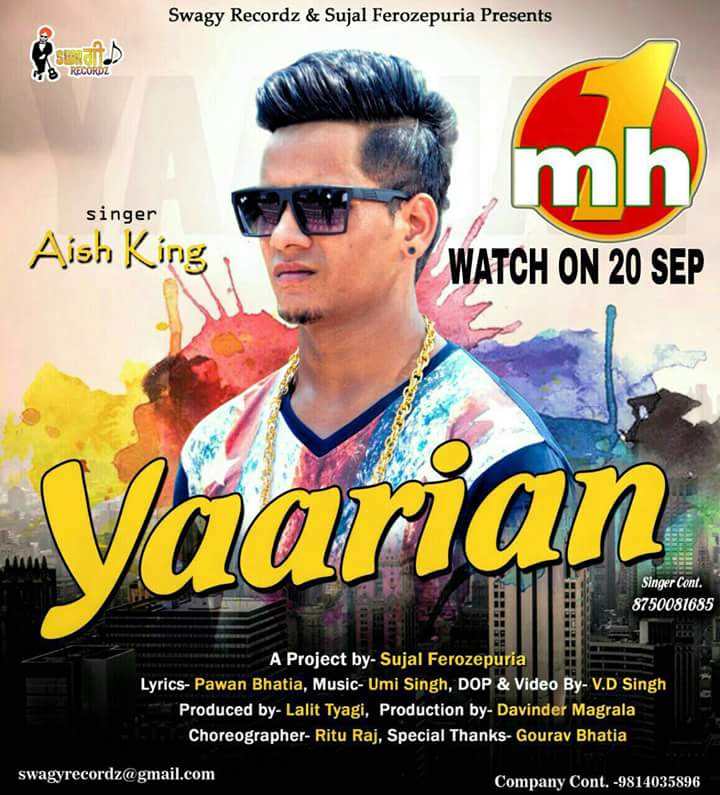 Swagy Recordz & Sujal Ferozepuria Presents
ਸਵਾਗੀ
RECORDZ
1
mh
singer
Aish King
WATCH ON 20 SEP
YAARIAN
Yaarian
Singer Cont.
8750081685
A Project by- Sujal Ferozepuria
Lyrics- Pawan Bhatia, Music- Umi Singh, DOP & Video By- V.D Singh
Produced by- Lalit Tyagi, Production by- Davinder Magrala
Choreographer- Ritu Raj, Special Thanks- Gourav Bhatia
swagyrecordz@gmail.com
Company Cont. -9814035896